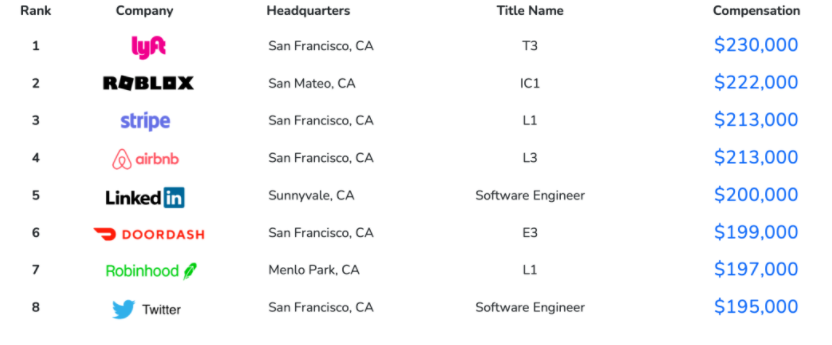 Rank Company Headquarters Title Name Compensation
1 lyft San Francisco, CA T3 $230,000
2 ROBLOX San Mateo, CA IC1 $222,000
3 stripe San Francisco, CA L1 $213,000
4 airbnb San Francisco, CA L3 $213,000
5 Linked in Sunnyvale, CA Software Engineer $200,000
6 DOORDASH San Francisco, CA E3 $199,000
7 Robinhood Menlo Park, CA L1 $197,000
8 Twitter San Francisco, CA Software Engineer $195,000